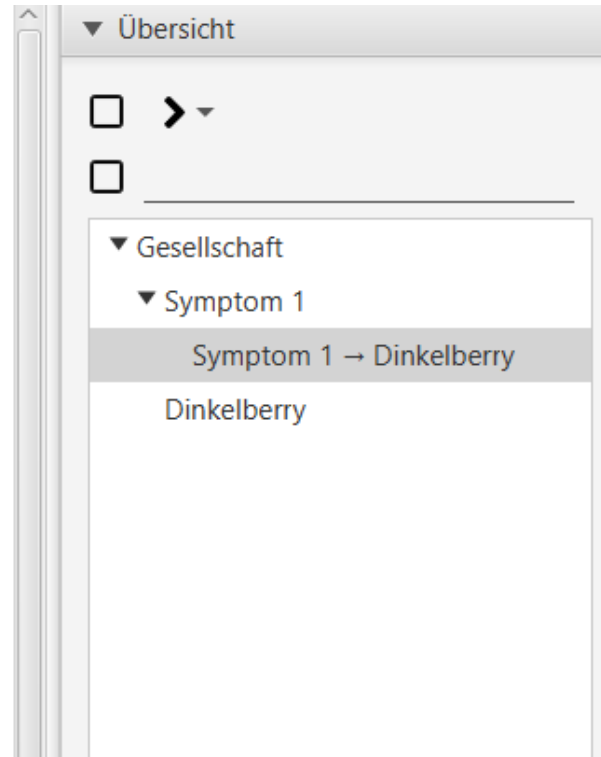 Übersicht
Gesellschaft
Symptom 1
Symptom 1 → Dinkelberry
Dinkelberry